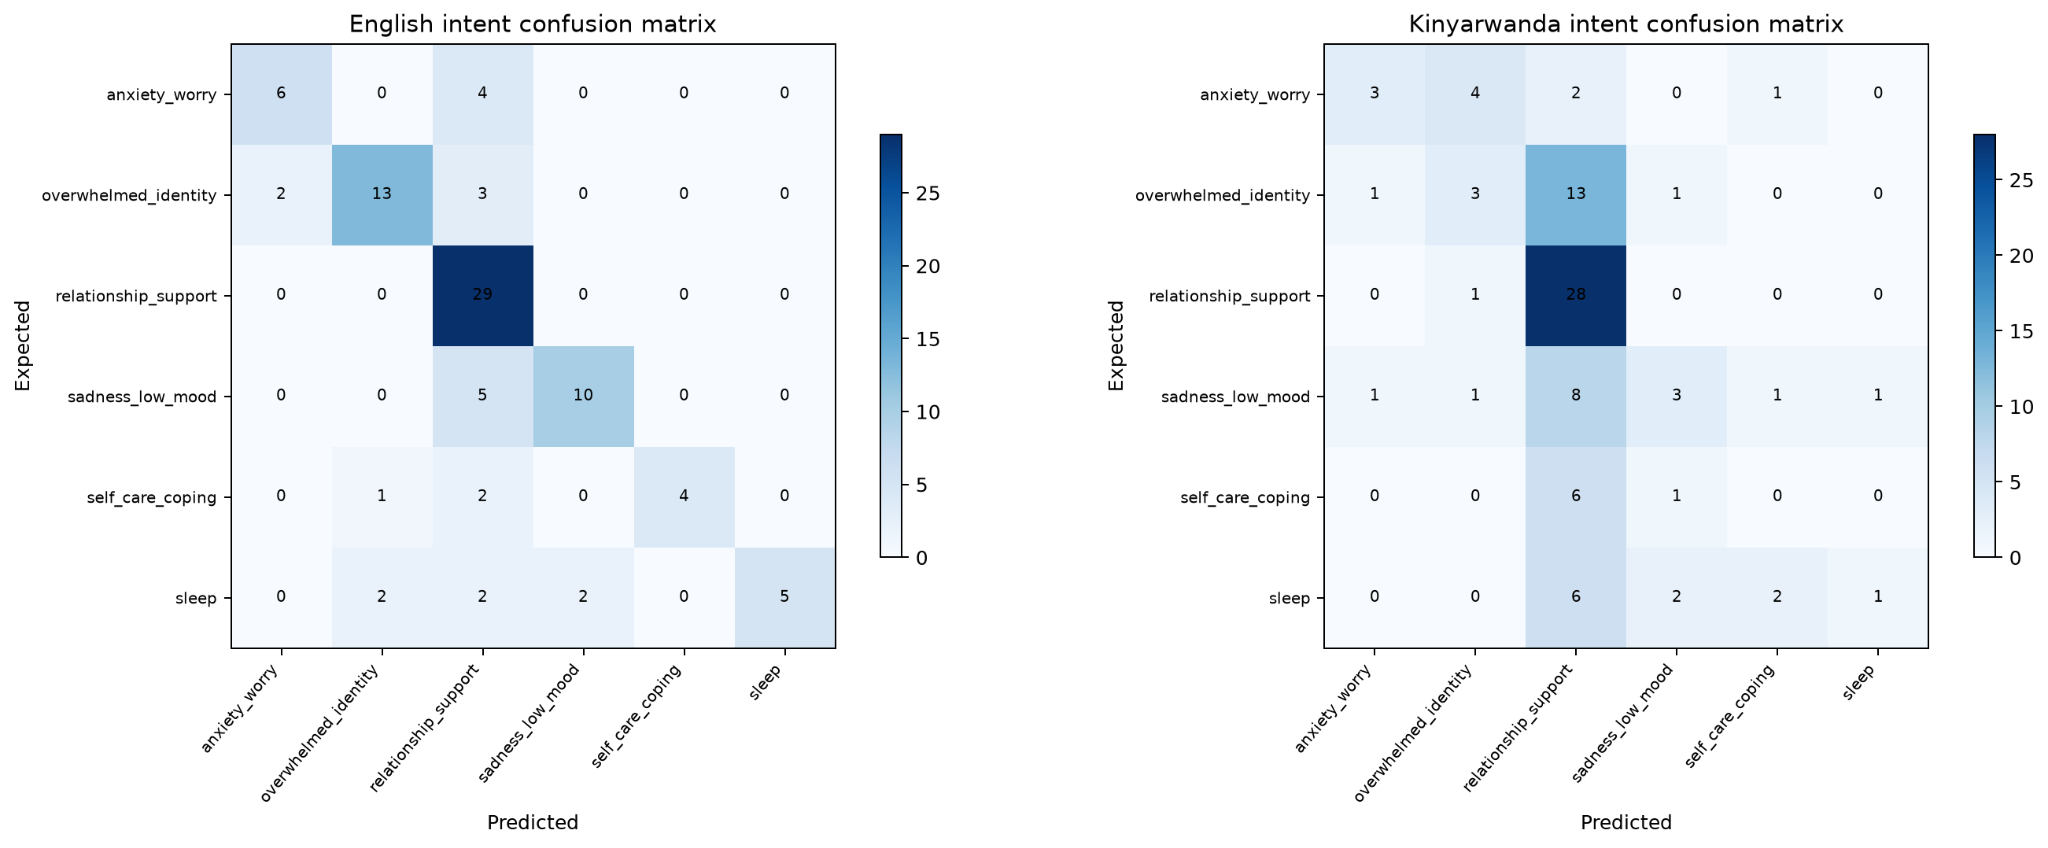 English intent confusion matrix
Expected
anxiety_worry 6 0 4 0 0 0
overwhelmed_identity 2 13 3 0 0 0
relationship_support 0 0 29 0 0 0
sadness_low_mood 0 0 5 10 0 0
self_care_coping 0 1 2 0 4 0
sleep 0 2 2 2 0 5
anxiety_worry
overwhelmed_identity
relationship_support
sadness_low_mood
self_care_coping
sleep
Predicted
25
20
15
10
5
0
Kinyarwanda intent confusion matrix
Expected
anxiety_worry 3 4 2 0 1 0
overwhelmed_identity 1 3 13 1 0 0
relationship_support 0 1 28 0 0 0
sadness_low_mood 1 1 8 3 1 1
self_care_coping 0 0 6 1 0 0
sleep 0 0 6 2 2 1
anxiety_worry
overwhelmed_identity
relationship_support
sadness_low_mood
self_care_coping
sleep
Predicted
25
20
15
10
5
0